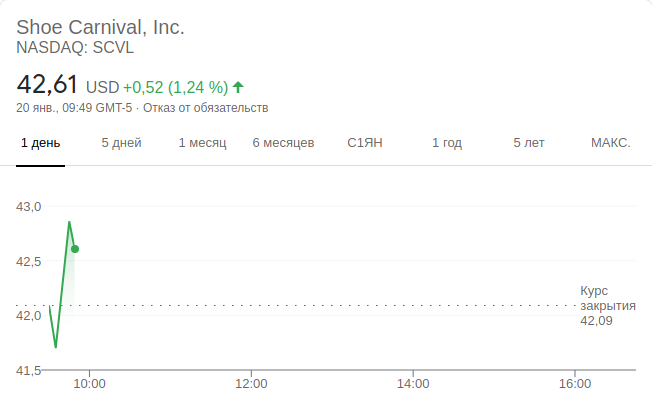 Shoe Carnival, Inc.
NASDAQ: SCVL
42,61 USD +0,52 (1,24 %)
20 янв., 09:49 GMT-5 · Отказ от обязательств
1 день 5 дней 1 месяц 6 месяцев С1ЯН 1 год 5 лет МАКС.
43,0
42,5
Курс
закрытия
42,0
42,09
41,5
10:00 12:00 14:00 16:00